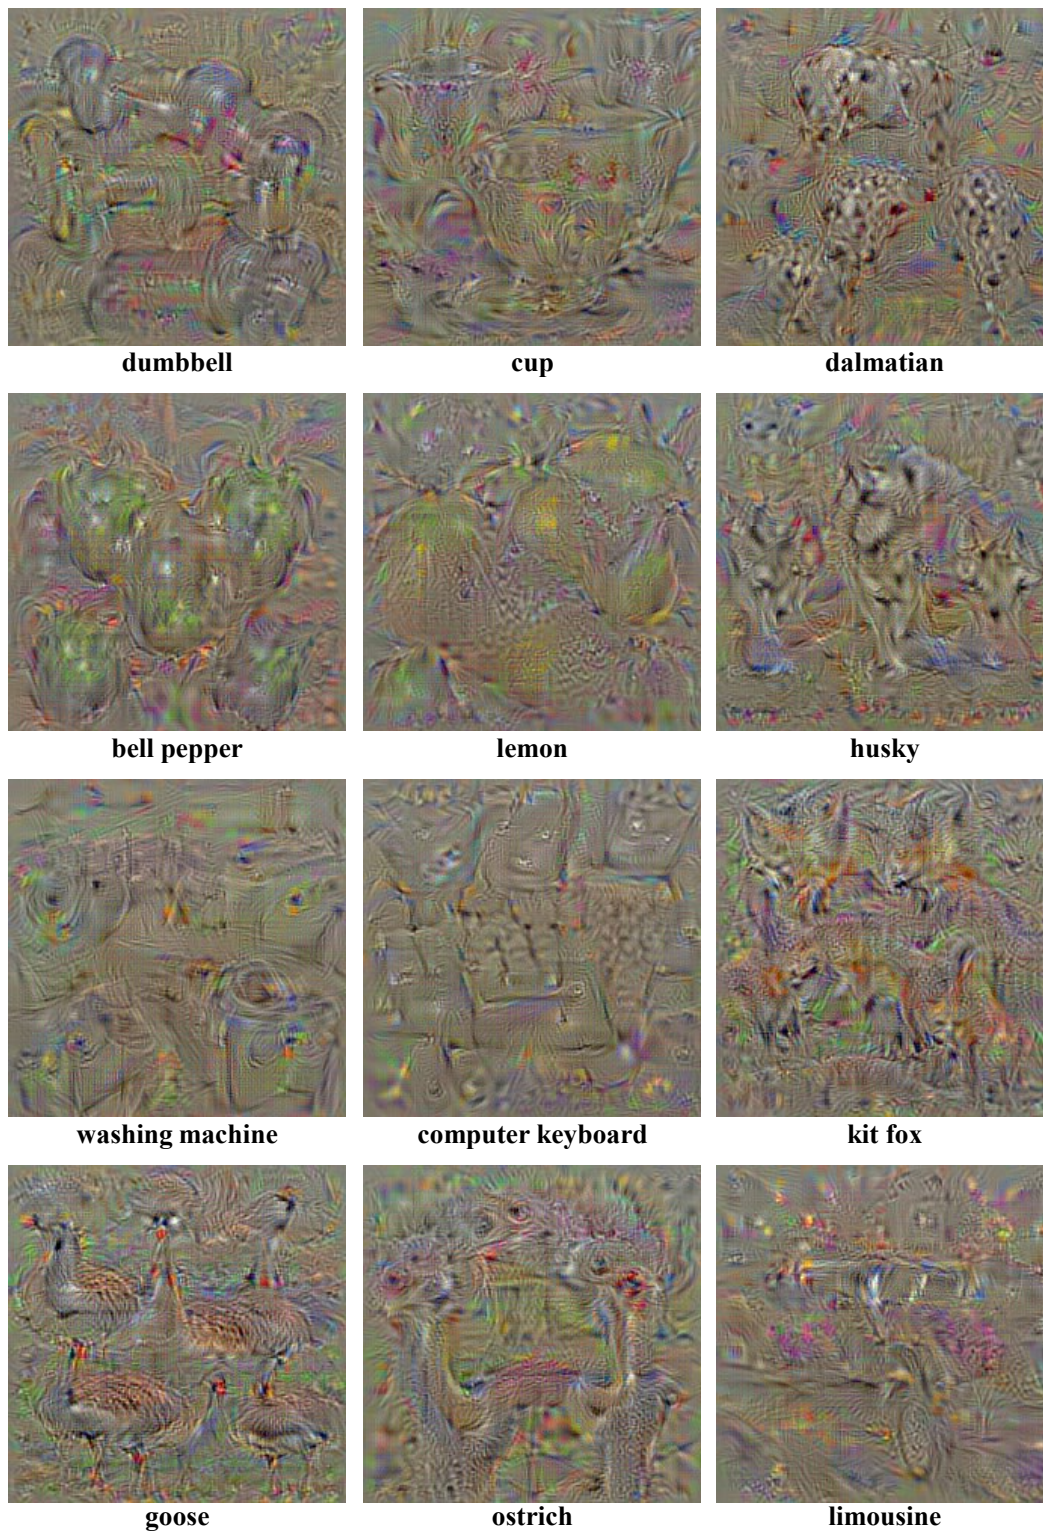 dumbbell
cup
dalmatian
bell pepper
lemon
husky
washing machine
computer keyboard
kit fox
goose
ostrich
limousine